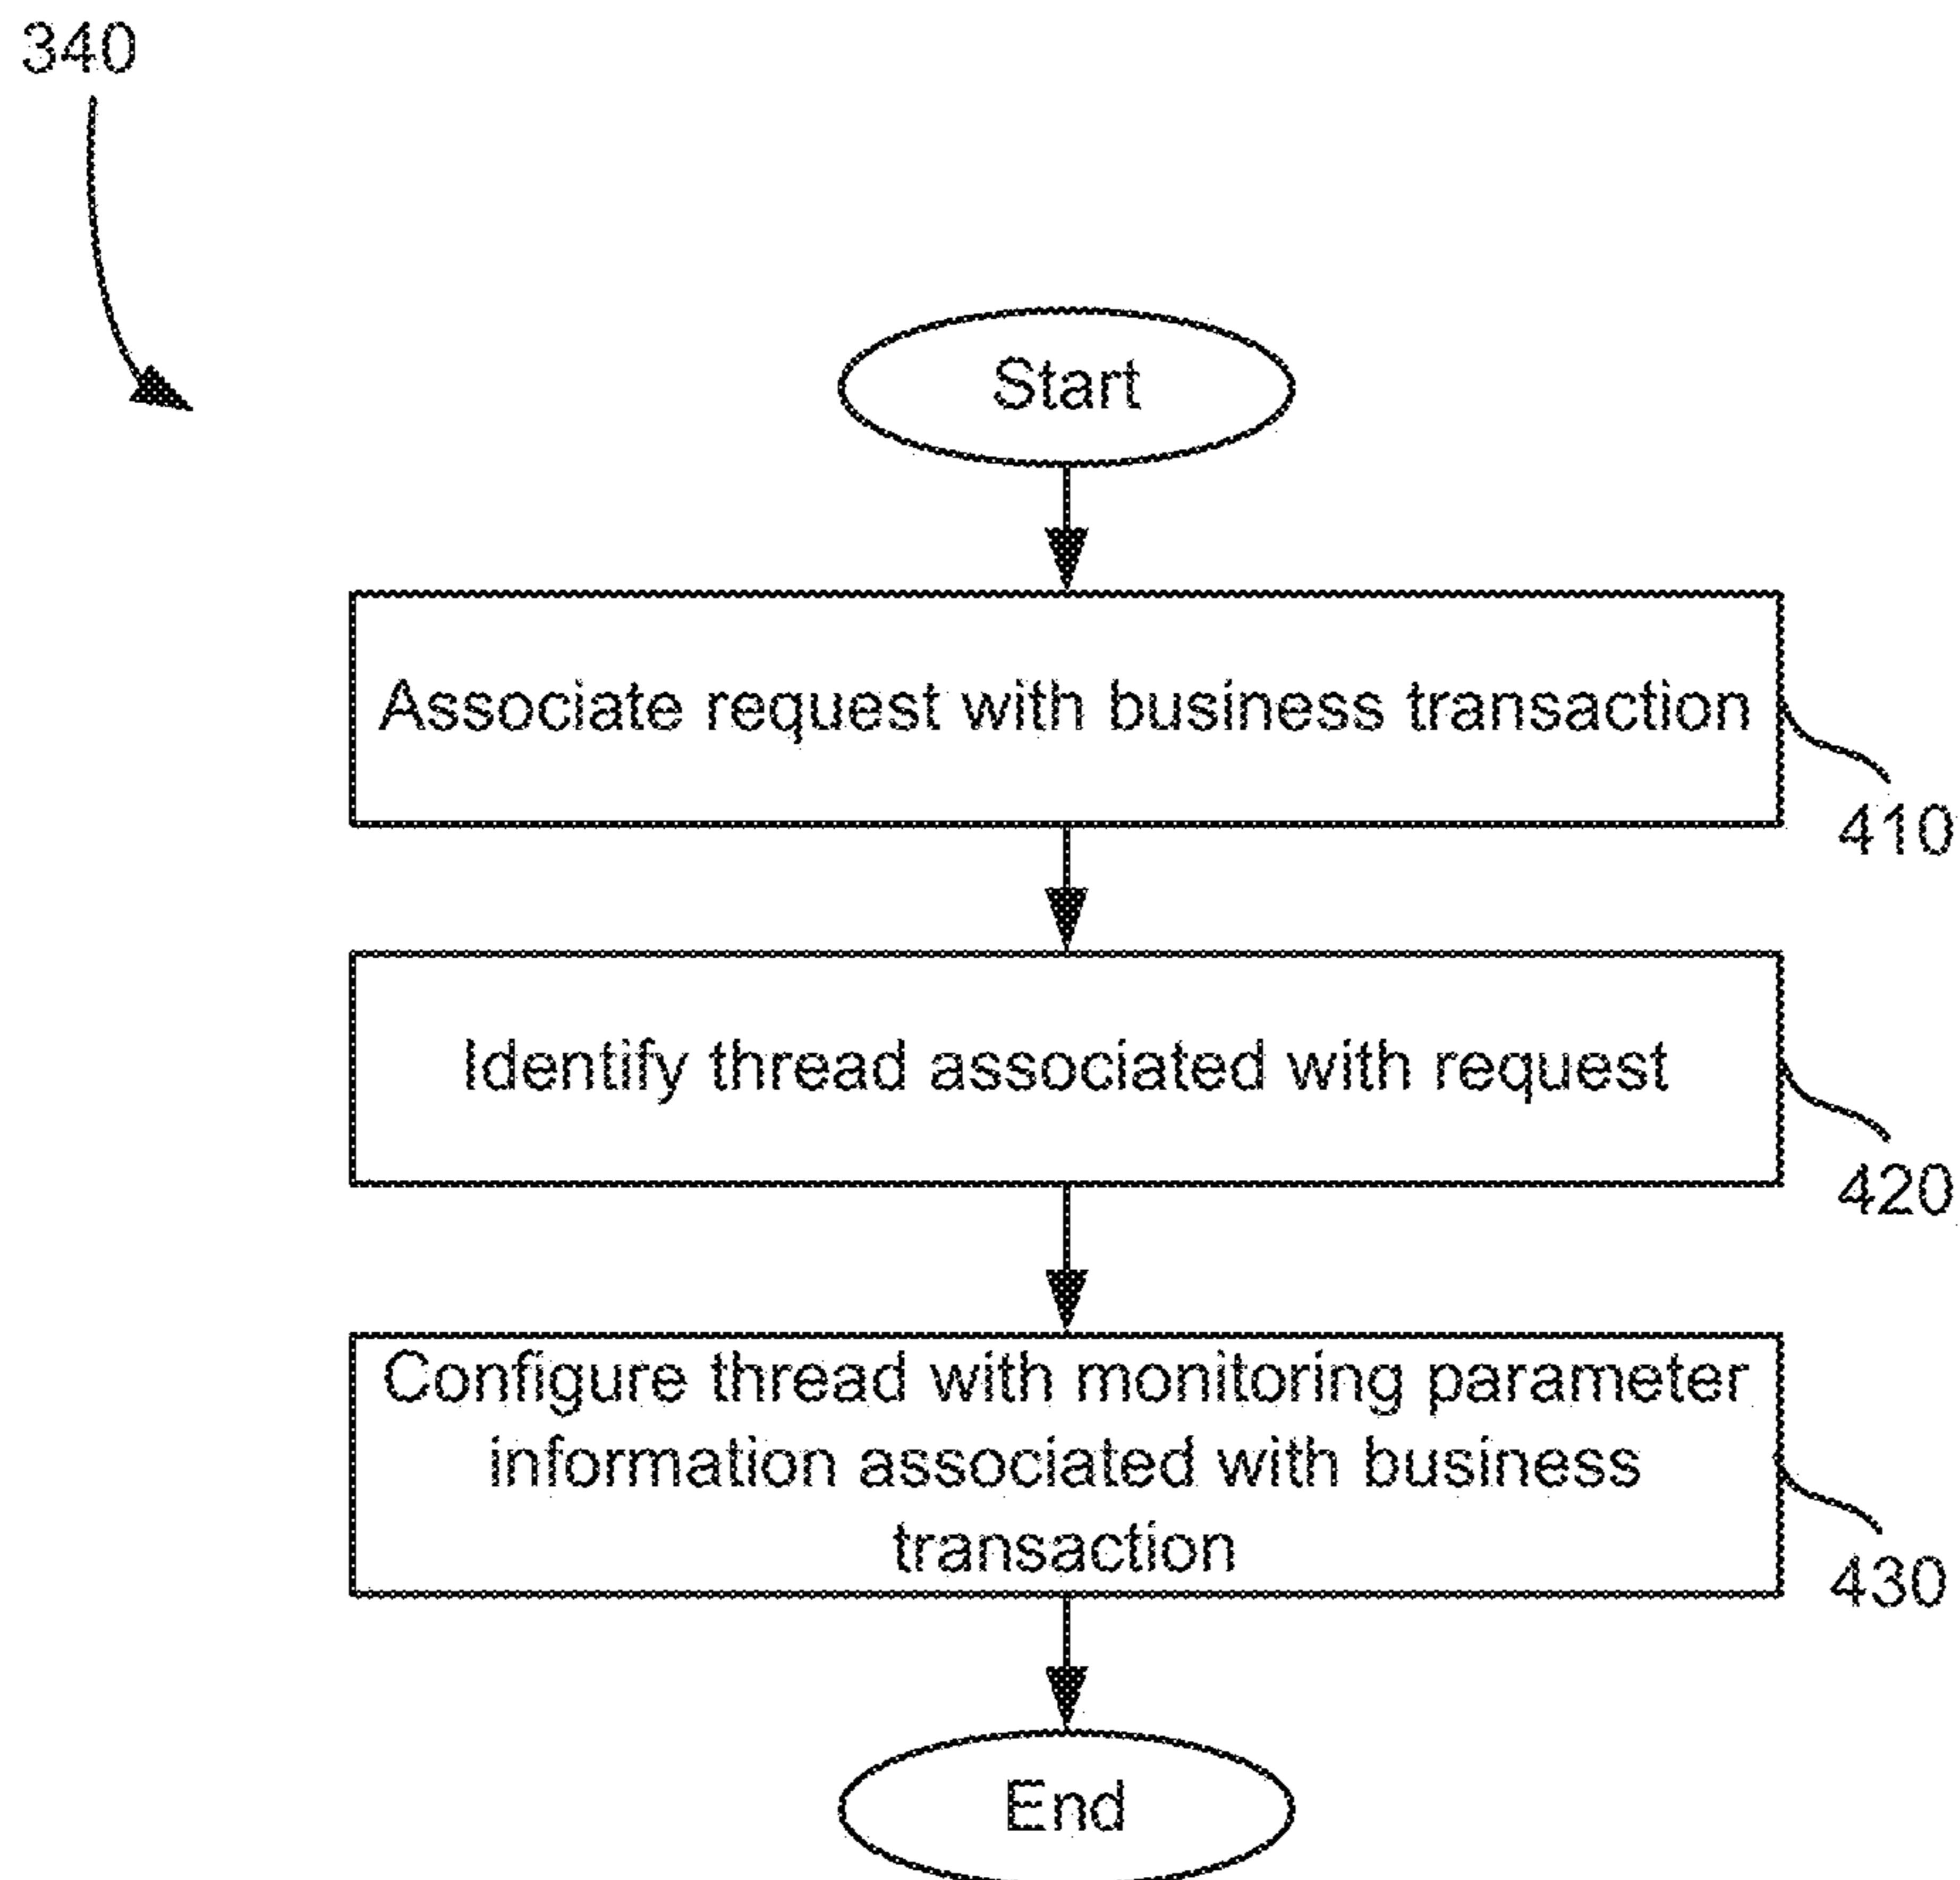 340
Start
Associate request with business transaction
410
Identify thread associated with request
420
Configure thread with monitoring parameter
information associated with business
transaction
430
End